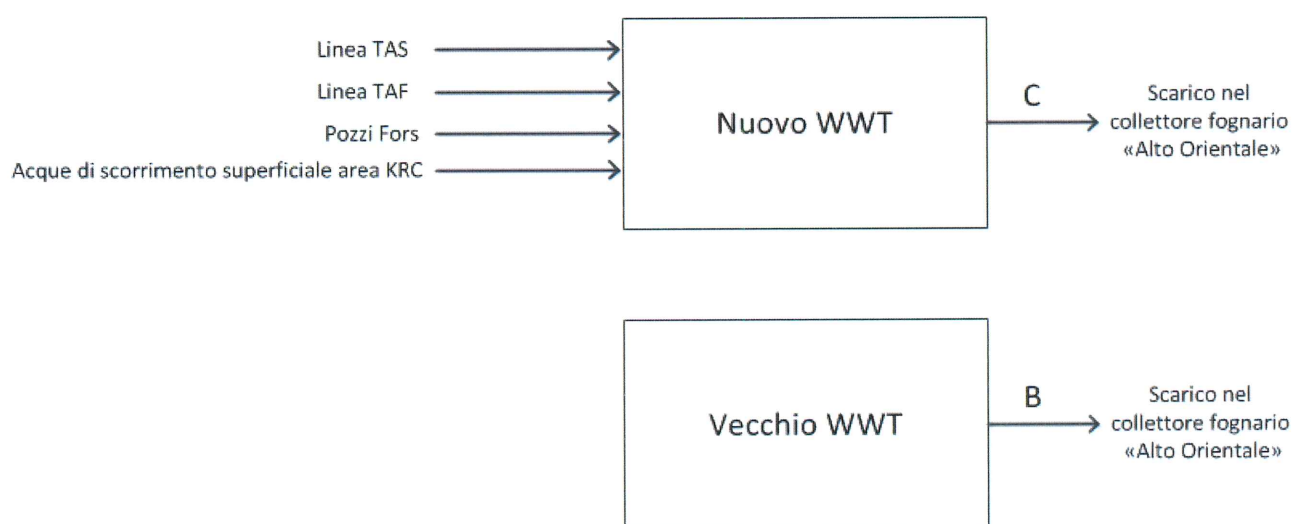 Linea TAS
Linea TAF
Pozzi Fors
Acque di scorrimento superficiale area KRC
Nuovo WWT
C
Scarico nel
collettore fognario
«Alto Orientale»
Vecchio WWT
B
Scarico nel
collettore fognario
«Alto Orientale»